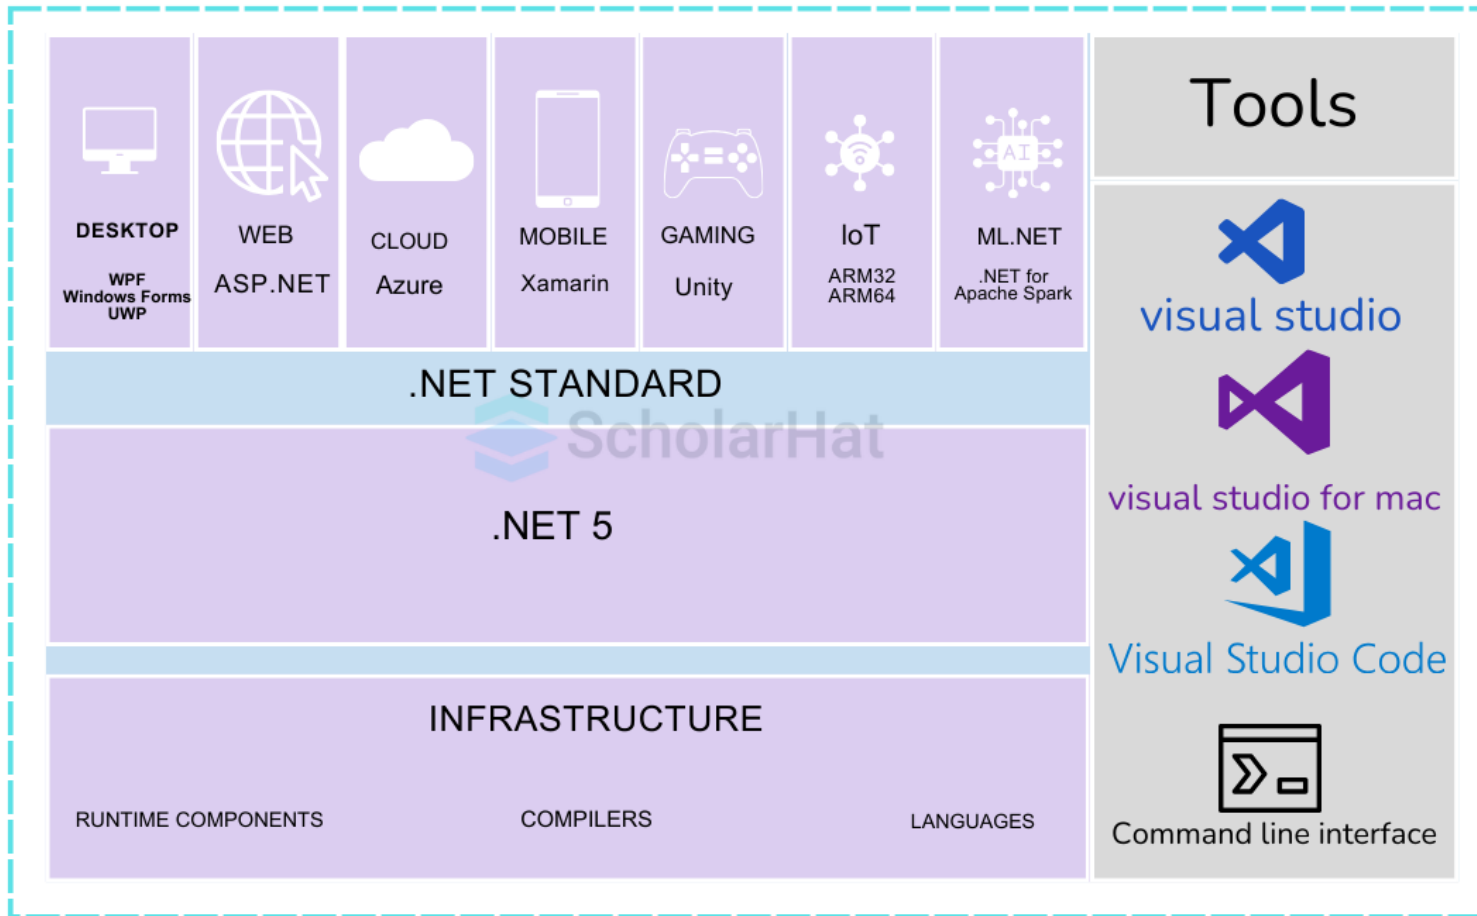 DESKTOP
WPF
Windows Forms
UWP
WEB
ASP.NET
CLOUD
Azure
MOBILE
Xamarin
GAMING
Unity
IoT
ARM32
ARM64
AI
ML.NET
.NET for
Apache Spark
.NET STANDARD
ScholarHat
.NET 5
INFRASTRUCTURE
RUNTIME COMPONENTS
COMPILERS
LANGUAGES
Tools
visual studio
visual studio for mac
Visual Studio Code
Command line interface